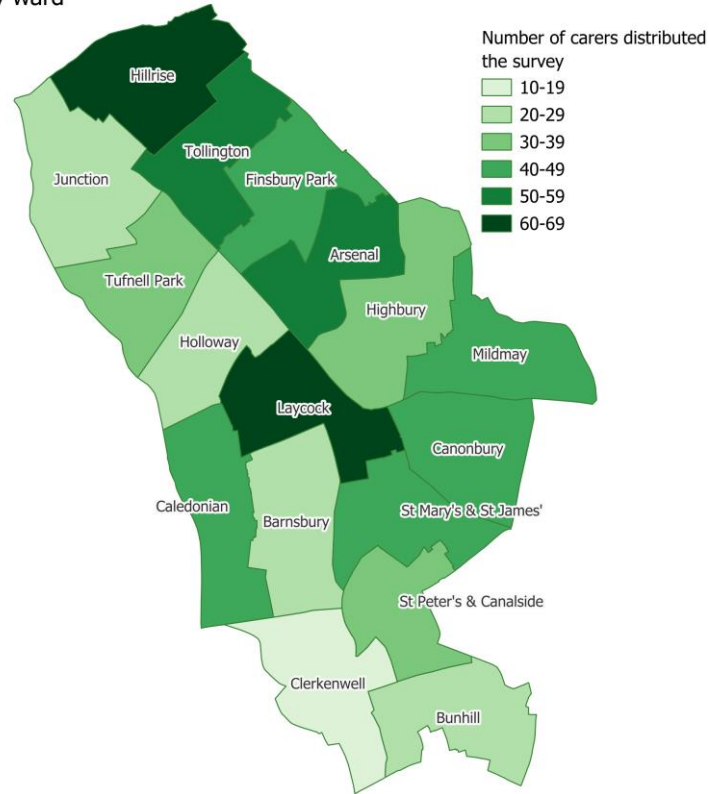 y ward
Number of carers distributed
the survey
10-19
20-29
30-39
40-49
50-59
60-69
Hillrise
Tollington
Junction
Finsbury Park
Arsenal
Tufnell Park
Highbury
Holloway
Mildmay
Laycock
Canonbury
Caledonian
St Mary's & St James'
Barnsbury
St Peter's & Canalside
Clerkenwell
Bunhill